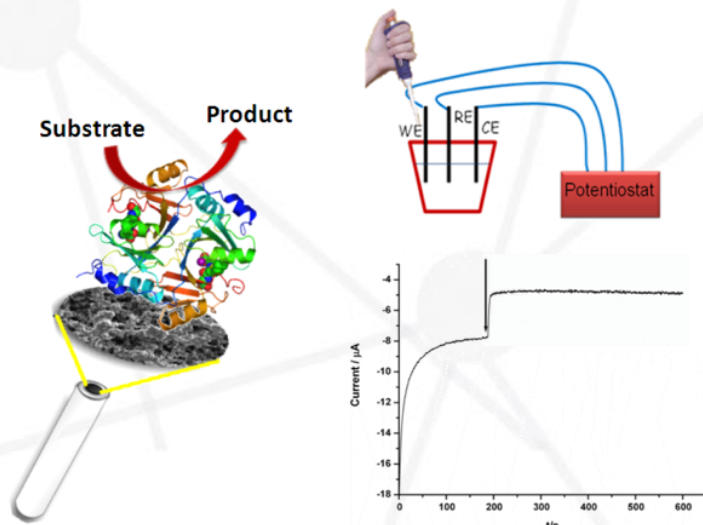 Substrate
Product
WE
RE
CE
Potentiostat
Current / µA
-4
-6
-8
-10
-12
-14
-16
-18
0
100
200
300
400
500
600